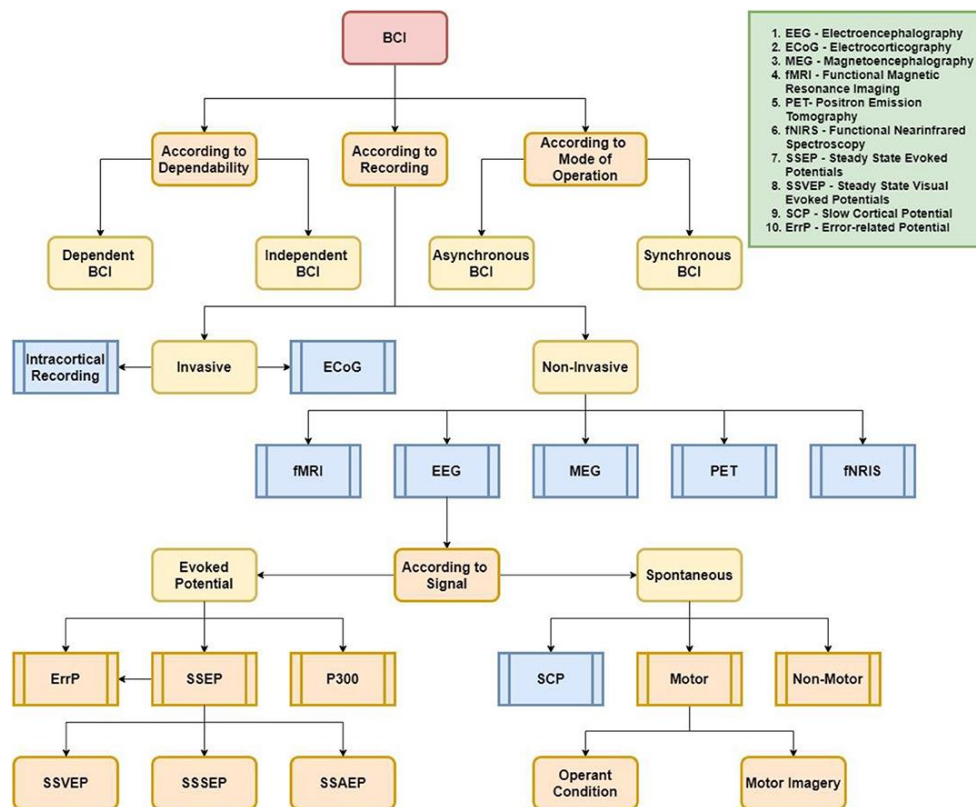 BCI
1. EEG - Electroencephalography
2. ECoG - Electrocorticography
3. MEG - Magnetoencephalography
4. fMRI - Functional Magnetic
Resonance Imaging
5. PET- Positron Emission
Tomography
6. fNIRS - Functional Nearinfrared
Spectroscopy
7. SSEP - Steady State Evoked
Potentials
8. SSVEP - Steady State Visual
Evoked Potentials
9. SCP - Slow Cortical Potential
10. ErrP - Error-related Potential
According to
Dependability
According to
Recording
According to
Mode of
Operation
Dependent
BCI
Independent
BCI
Asynchronous
BCI
Synchronous
BCI
Intracortical
Recording
Invasive
ECoG
Non-Invasive
fMRI
EEG
MEG
PET
fNRIS
Evoked
Potential
According to
Signal
Spontaneous
ErrP
SSEP
P300
SCP
Motor
Non-Motor
SSVEP
SSSEP
SSAEP
Operant
Condition
Motor Imagery